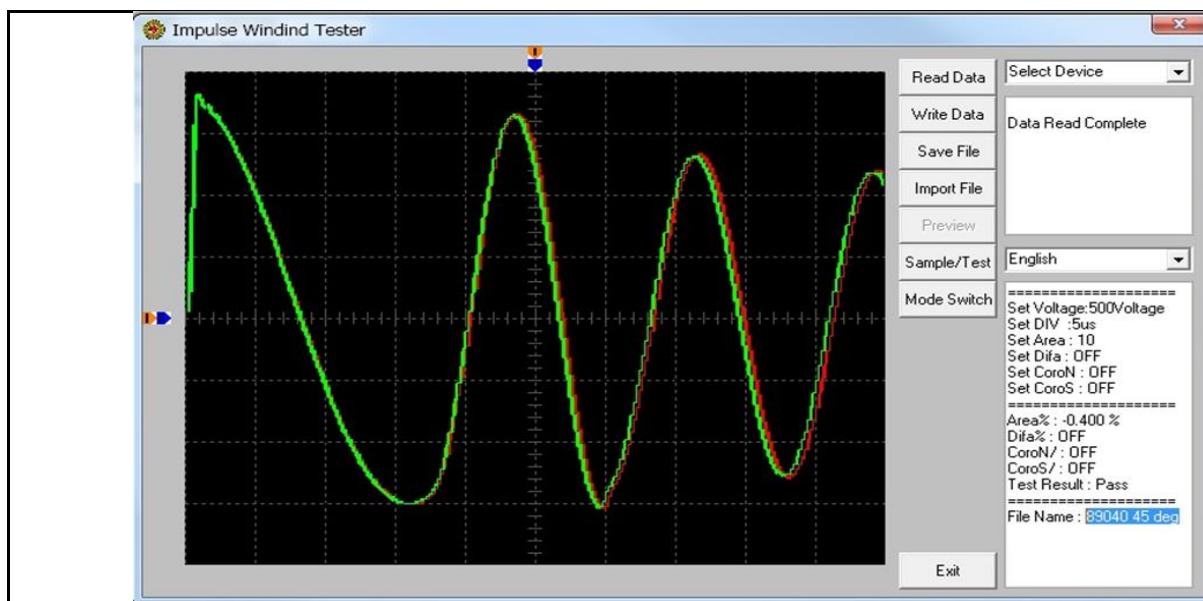 Impulse Windind Tester
Read Data
Write Data
Save File
Import File
Preview
Sample/Test
Mode Switch
Exit
Select Device
Data Read Complete
English
====================
Set Voltage:500Voltage
Set DIV :5us
Set Area : 10
Set Difa : OFF
Set CoroN : OFF
Set CoroS : OFF
====================
Area% : -0.400 %
Difa% : OFF
CoroN/ : OFF
CoroS/ : OFF
Test Result : Pass
====================
File Name : 89040 45 deg